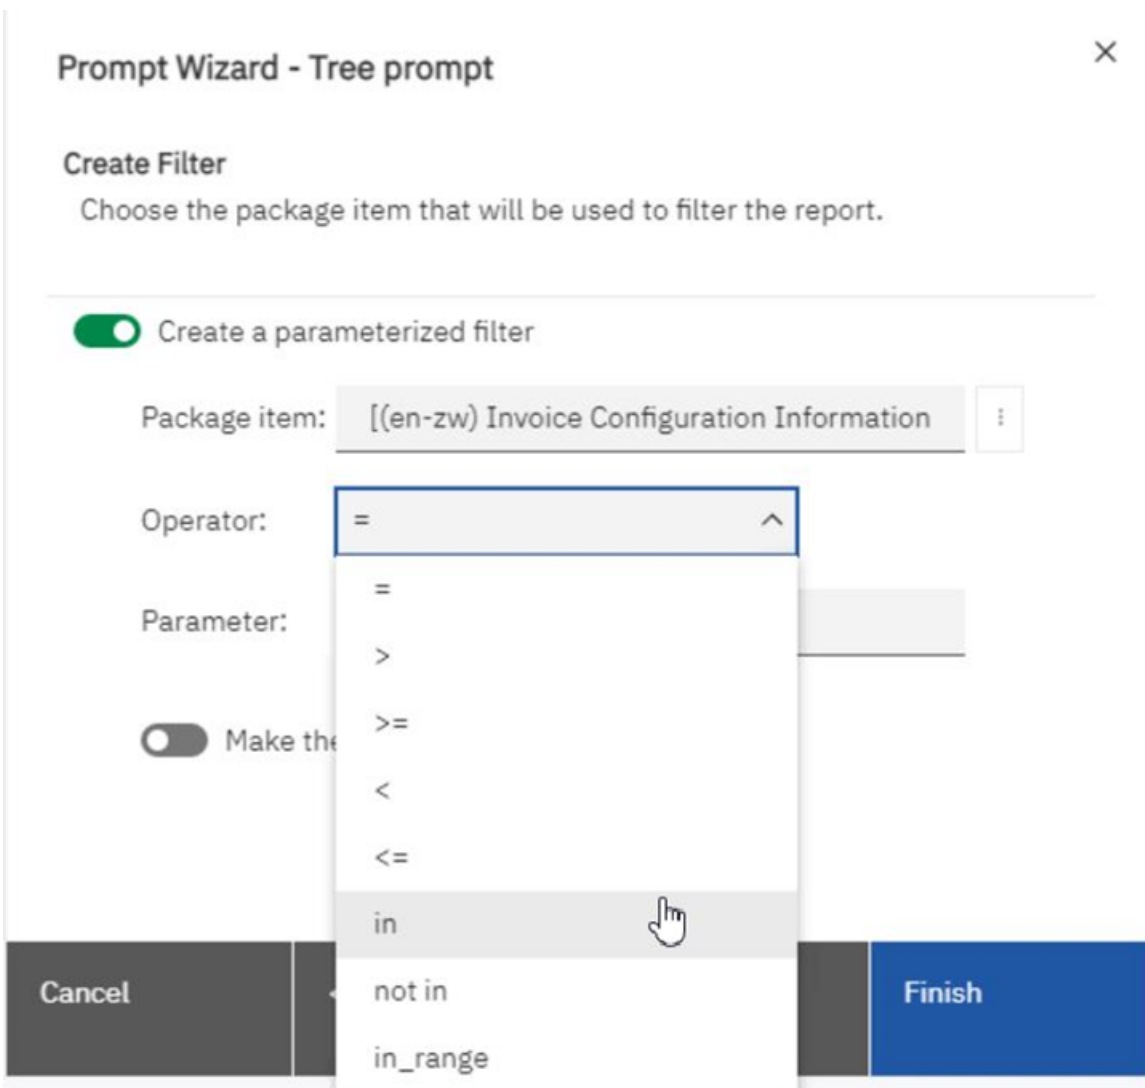 Prompt Wizard - Tree prompt
Create Filter
Choose the package item that will be used to filter the report.
Create a parameterized filter
Package item: [(en-zw) Invoice Configuration Information
Operator: =
=
Parameter:
>
>=
Make the
<
<=
in
Cancel
not in
Finish
in_range